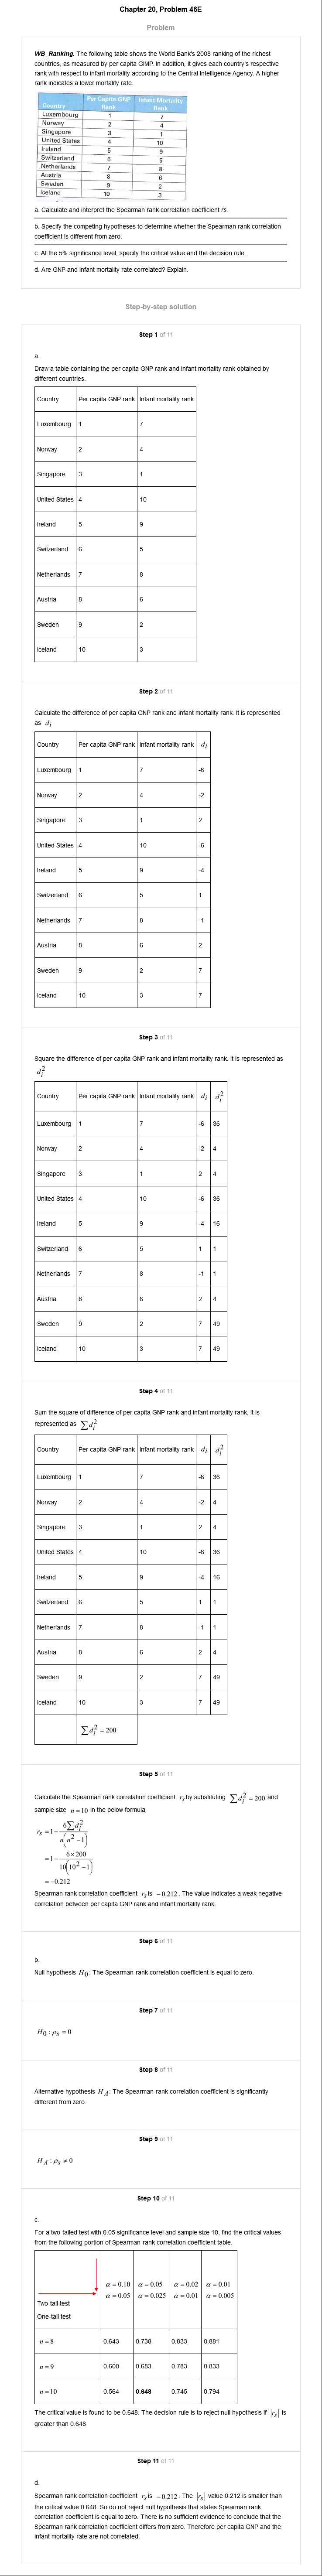 Chapter 20, Problem 46E
Problem
WB_Ranking. The following table shows the World Bank's 2008 ranking of the richest
countries, as measured by per capita GMP. In addition, it gives each country's respective
rank with respect to infant mortality according to the Central Intelligence Agency. A higher
rank indicates a lower mortality rate.
Country Per Capita GNP Rank Infant Mortality Rank
Luxembourg 1 7
Norway 2 4
Singapore 3 1
United States 4 10
Ireland 5 9
Switzerland 6 5
Netherlands 7 8
Austria 8 6
Sweden 9 2
Iceland 10 3
a. Calculate and interpret the Spearman rank correlation coefficient rs
b. Specify the competing hypotheses to determine whether the Spearman rank correlation
coefficient is different from zero.
c. At the 5% significance level, specify the critical value and the decision rule.
d. Are GNP and infant mortality rate correlated? Explain.
Step-by-step solution
Step 1 of 11
a.
Draw a table containing the per capita GNP rank and infant mortality rank obtained by
different countries.
Country Per capita GNP rank Infant mortality rank
Luxembourg 1 7
Norway 2 4
Singapore 3 1
United States 4 10
Ireland 5 9
Switzerland 6 5
Netherlands 7 8
Austria 8 6
Sweden 9 2
Iceland 10 3
Step 2 of 11
Calculate the difference of per capita GNP rank and infant mortality rank. It is represented
as d_i
Country Per capita GNP rank Infant mortality rank d_i
Luxembourg 1 7 -6
Norway 2 4 -2
Singapore 3 1 2
United States 4 10 -6
Ireland 5 9 -4
Switzerland 6 5 1
Netherlands 7 8 -1
Austria 8 6 2
Sweden 9 2 7
Iceland 10 3 7
Step 3 of 11
Square the difference of per capita GNP rank and infant mortality rank. It is represented as
d_i^2
Country Per capita GNP rank Infant mortality rank d_i d_i^2
Luxembourg 1 7 -6 36
Norway 2 4 -2 4
Singapore 3 1 2 4
United States 4 10 -6 36
Ireland 5 9 -4 16
Switzerland 6 5 1 1
Netherlands 7 8 -1 1
Austria 8 6 2 4
Sweden 9 2 7 49
Iceland 10 3 7 49
Step 4 of 11
Sum the square of difference of per capita GNP rank and infant mortality rank. It is
represented as ∑d_i^2
Country Per capita GNP rank Infant mortality rank d_i d_i^2
Luxembourg 1 7 -6 36
Norway 2 4 -2 4
Singapore 3 1 2 4
United States 4 10 -6 36
Ireland 5 9 -4 16
Switzerland 6 5 1 1
Netherlands 7 8 -1 1
Austria 8 6 2 4
Sweden 9 2 7 49
Iceland 10 3 7 49
∑d_i^2 = 200
Step 5 of 11
Calculate the Spearman rank correlation coefficient r_s by substituting ∑d_i^2 = 200 and
sample size n = 10 in the below formula
r_s = 1 − 6∑d_i^2 / n(n^2 − 1)
= 1 − 6×200 / 10(10^2 − 1)
= −0.212
Spearman rank correlation coefficient r_s is −0.212. The value indicates a weak negative
correlation between per capita GNP rank and infant mortality rank.
Step 6 of 11
b.
Null hypothesis H_0: The Spearman-rank correlation coefficient is equal to zero.
Step 7 of 11
H_0 : ρ_s = 0
Step 8 of 11
Alternative hypothesis H_A: The Spearman-rank correlation coefficient is significantly
different from zero.
Step 9 of 11
H_A : ρ_s ≠ 0
Step 10 of 11
c.
For a two-tailed test with 0.05 significance level and sample size 10, find the critical values
from the following portion of Spearman-rank correlation coefficient table.
Two-tail test α = 0.10 α = 0.05 α = 0.02 α = 0.01
One-tail test α = 0.05 α = 0.025 α = 0.01 α = 0.005
n = 8 0.643 0.738 0.833 0.881
n = 9 0.600 0.683 0.783 0.833
n = 10 0.564 0.648 0.745 0.794
The critical value is found to be 0.648. The decision rule is to reject null hypothesis if |r_s| is
greater than 0.648
Step 11 of 11
d.
Spearman rank correlation coefficient r_s is −0.212. The |r_s| value 0.212 is smaller than
the critical value 0.648. So do not reject null hypothesis that states Spearman rank
correlation coefficient is equal to zero. There is no sufficient evidence to conclude that the
Spearman rank correlation coefficient differs from zero. Therefore per capita GNP and the
infant mortality rate are not correlated.